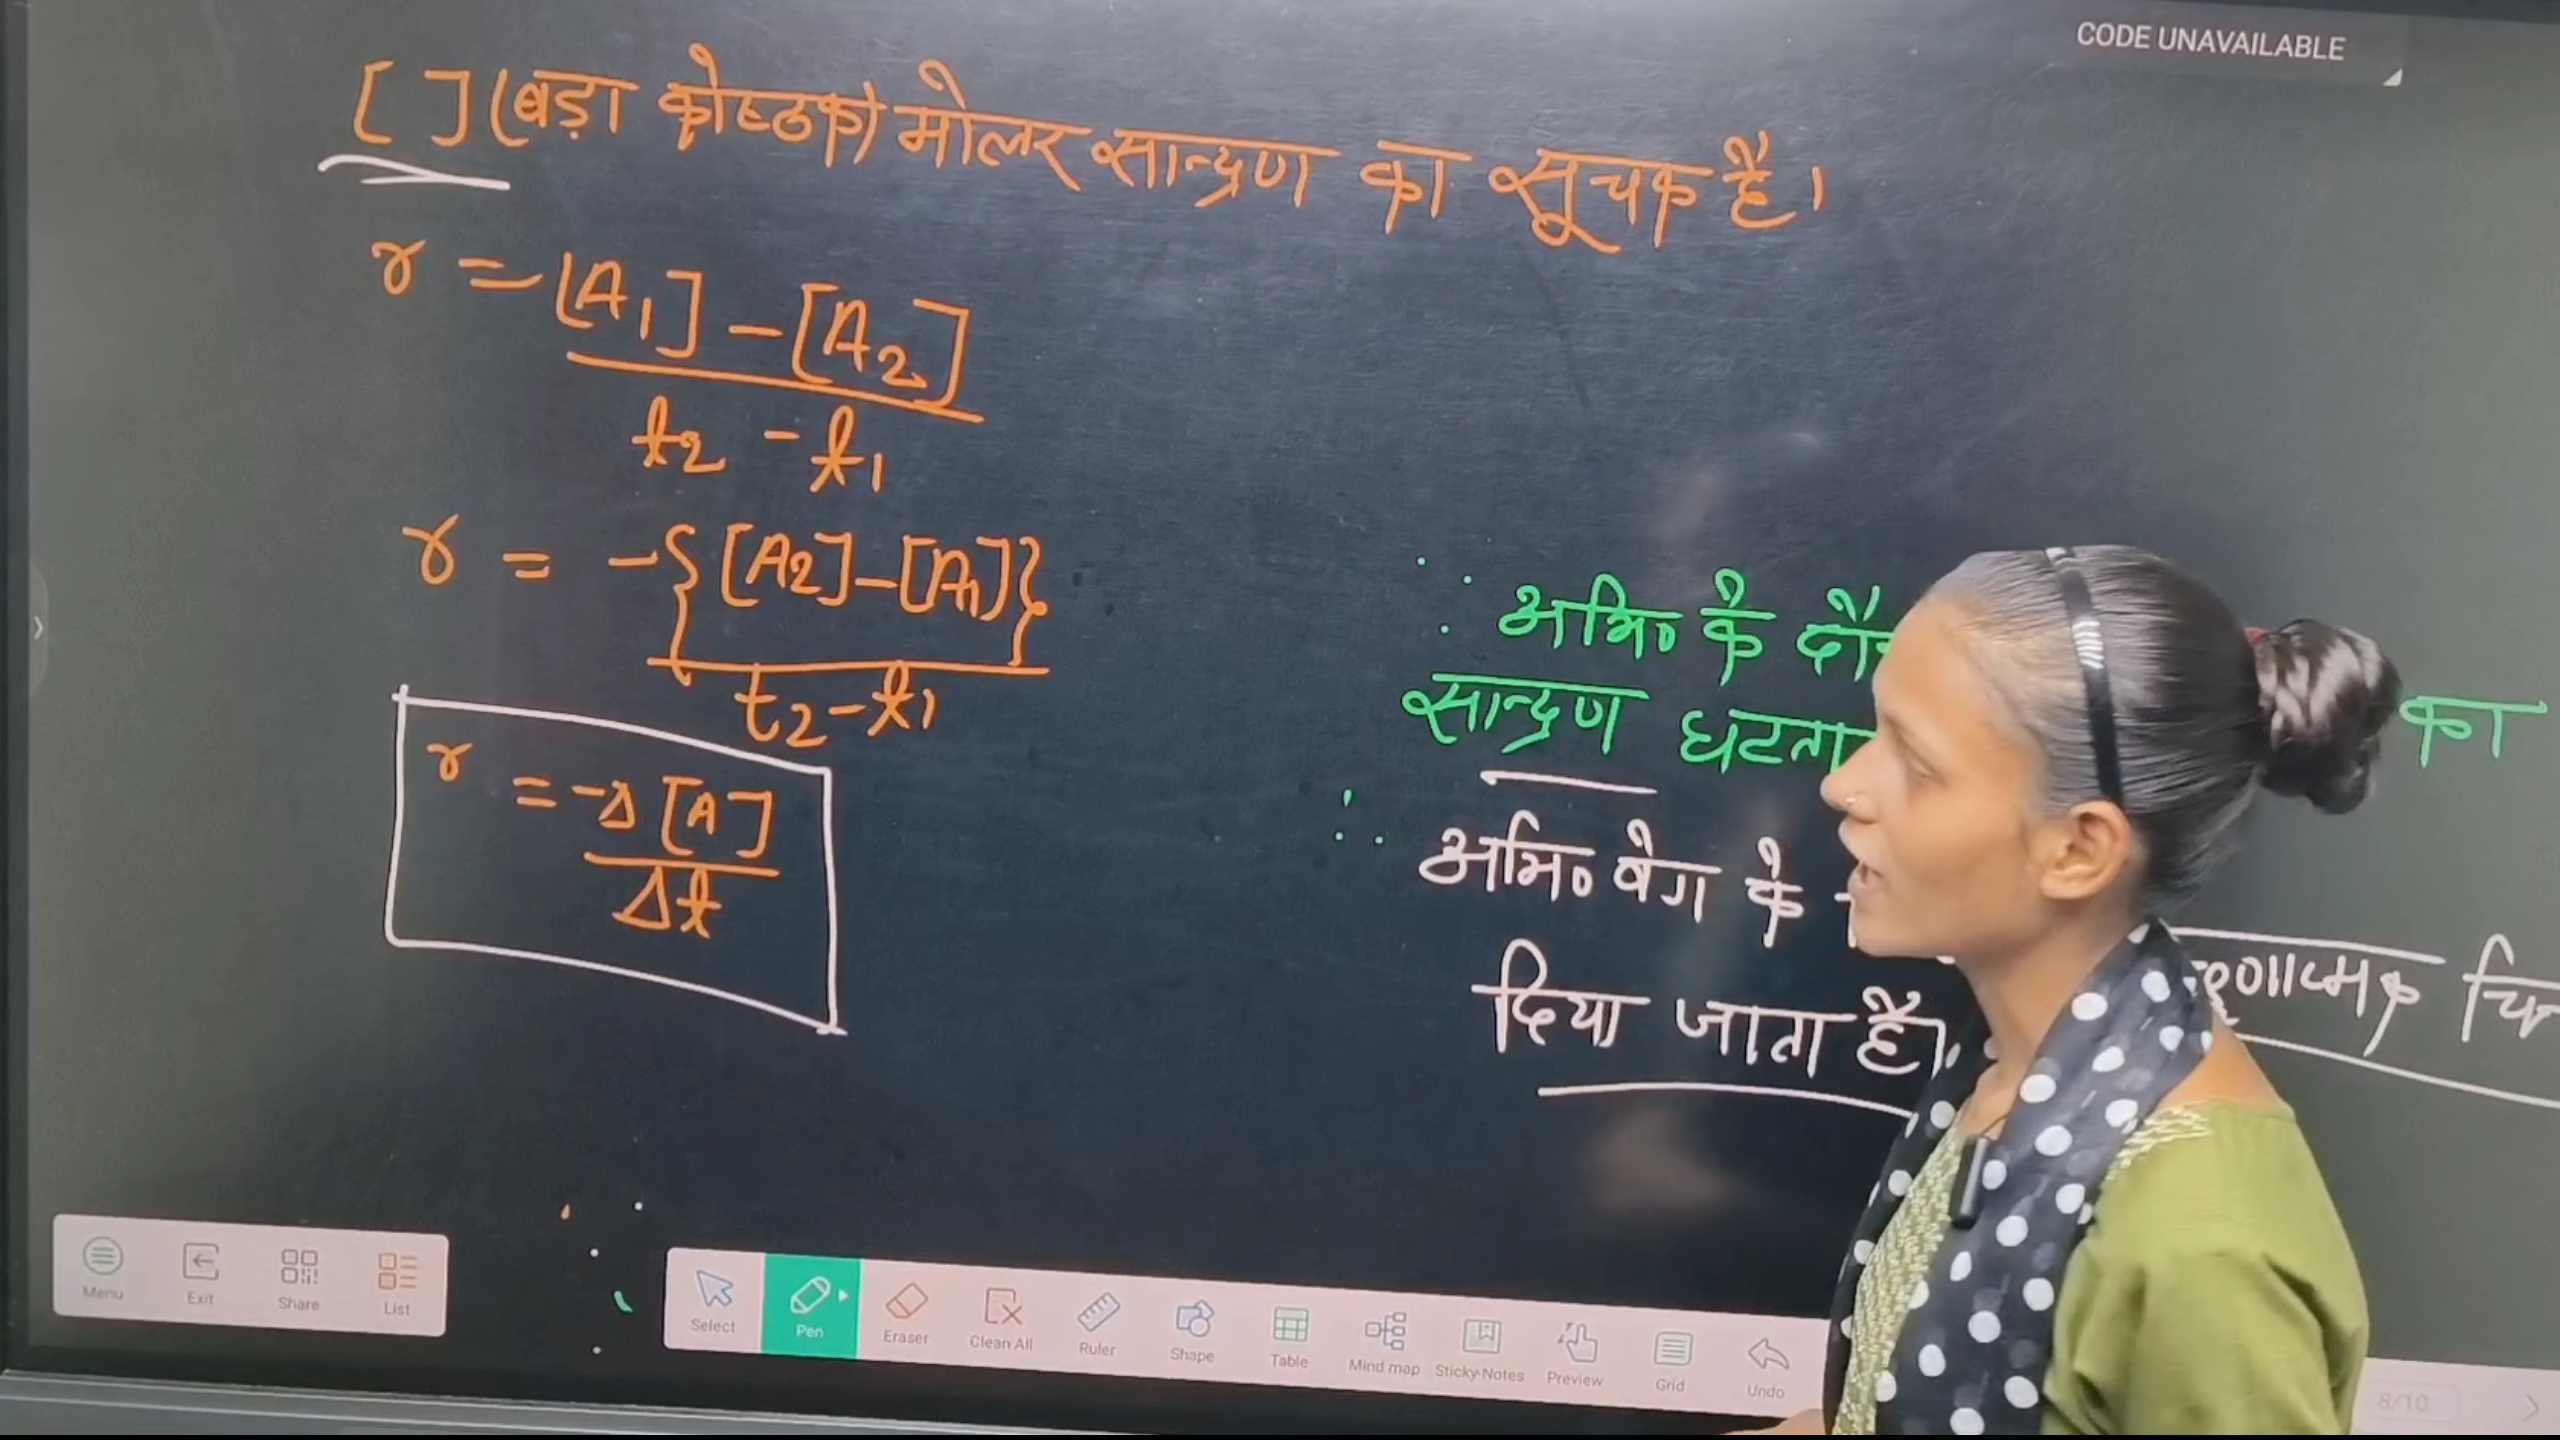 CODE UNAVAILABLE
[ ] (बड़ा कोष्ठक) मोलर सान्द्रण का सूचक है।
r = [A1] - [A2]
t2 - t1
r = -{[A2] - [A1]}
t2 - t1
r = -Δ [A]
Δt
∵ अभि० के का
सान्द्रण घटता
∴ अभि० वेग के
दिया जाता है।
Menu Exit Share List
Select Pen Eraser Clean All Ruler Shape Table Mind map Sticky-Notes Preview Grid Undo
8/10